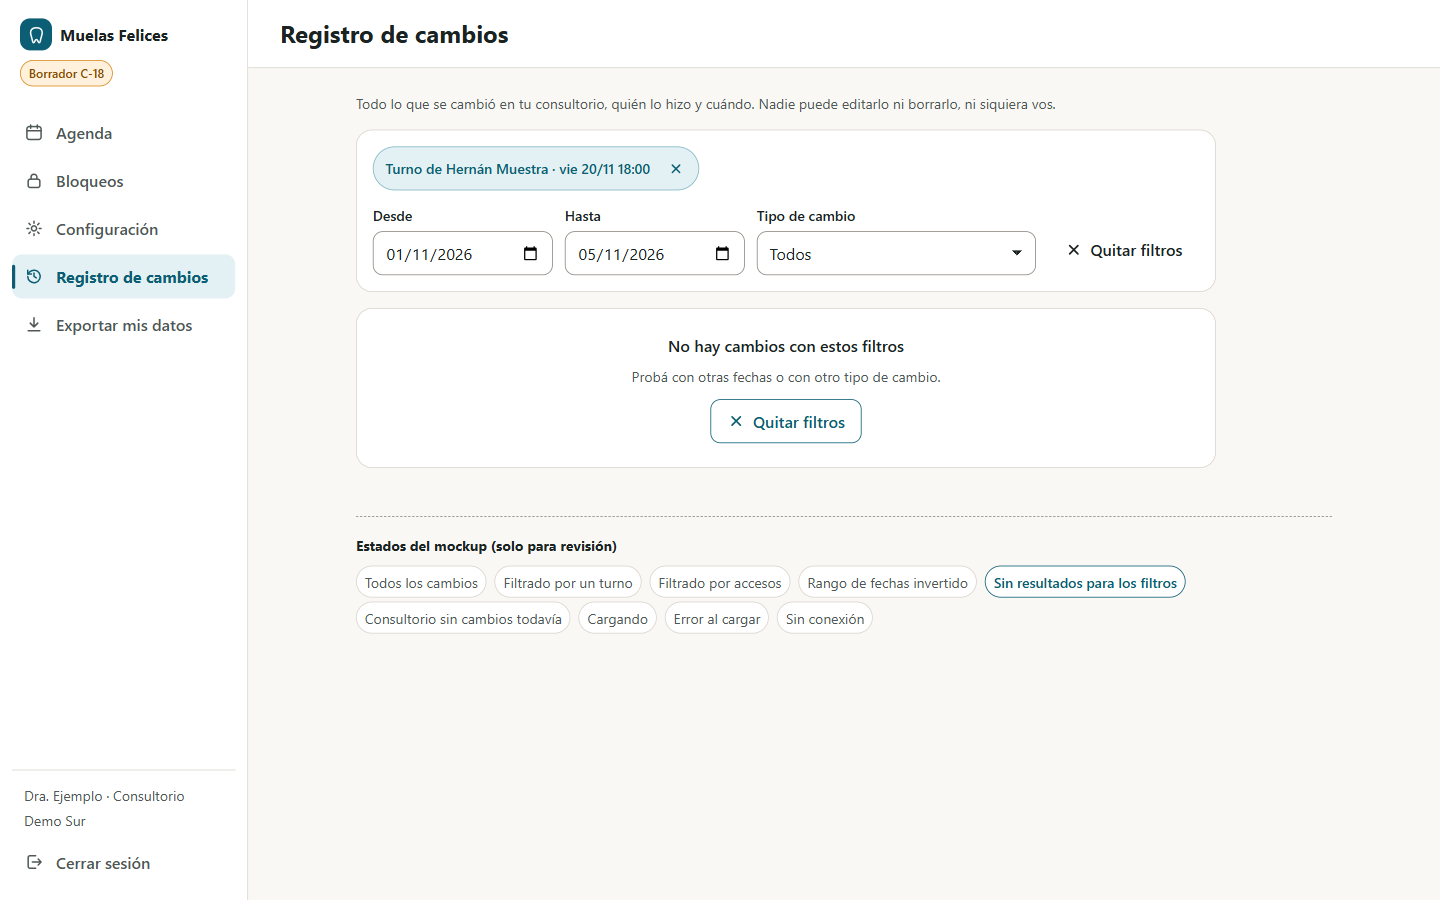 Muelas Felices
Borrador C-18
Agenda
Bloqueos
Configuración
Registro de cambios
Exportar mis datos
Dra. Ejemplo · Consultorio
Demo Sur
Cerrar sesión
Registro de cambios
Todo lo que se cambió en tu consultorio, quién lo hizo y cuándo. Nadie puede editarlo ni borrarlo, ni siquiera vos.
Turno de Hernán Muestra · vie 20/11 18:00
Desde Hasta Tipo de cambio
01/11/2026 05/11/2026 Todos Quitar filtros
No hay cambios con estos filtros
Probá con otras fechas o con otro tipo de cambio.
Quitar filtros
Estados del mockup (solo para revisión)
Todos los cambios Filtrado por un turno Filtrado por accesos Rango de fechas invertido Sin resultados para los filtros
Consultorio sin cambios todavía Cargando Error al cargar Sin conexión